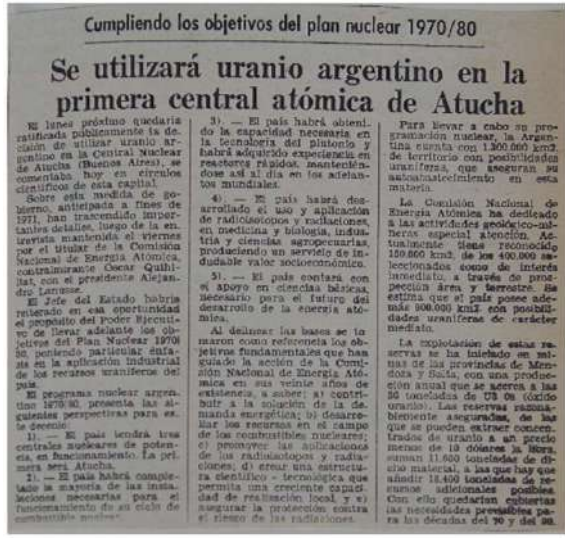 Cumpliendo los objetivos del plan nuclear 1970/80
Se utilizará uranio argentino en la
primera central atómica de Atucha
El lunes próximo quedaría
ratificada públicamente la de-
cisión de utilizar uranio ar-
gentino en la Central Nuclear
de Atucha (Buenos Aires), se
comentaba hoy en círculos
científicos de esta capital.
Sobre esta medida de go-
bierno, anticipada a fines de
1971, han trascendido impor-
tantes detalles, luego de la en-
trevista mantenida el viernes
por el titular de la Comisión
Nacional de Energía Atómica,
contralmirante Oscar Quihi-
llat, con el presidente Alejan-
dro Lanusse.
El Jefe del Estado habría
reiterado en esa oportunidad
el propósito del Poder Ejecuti-
vo de llevar adelante los ob-
jetivos del Plan Nuclear 1970|
80, poniendo particular énfa-
sis en la aplicación industrial
de los recursos uraníferos del
país.
El programa nuclear argen-
tino 1970|80, presenta las si-
guientes perspectivas para es-
te decenio:
1). — El país tendrá tres
centrales nucleares de poten-
cia, en funcionamiento. La pri-
mera será Atucha.
2). — El país habrá comple-
tado la mayoría de las insta-
laciones necesarias para el
funcionamiento de su ciclo de
combustible nuclear.
3). — El país habrá obteni-
do la capacidad necesaria en
la tecnología del plutonio y
habrá adquirido experiencia en
reactores rápidos, mantenién-
dose así al día en los adelan-
tos mundiales.
4). — El país habrá des-
arrollado el uso y aplicación
de radioisótopos y radiaciones,
en medicina y biología, indus-
tria y ciencias agropecuarias,
produciendo un servicio de in-
dudable valor socioeconómico.
5). — El país contará con
el apoyo en ciencias básicas,
necesario para el futuro del
desarrollo de la energía ató-
mica.
Al delinear las bases se to-
maron como referencia los ob-
jetivos fundamentales que han
guiado la acción de la Comi-
sión Nacional de Energía Ató-
mica en sus veinte años de
existencia, a saber: a) contri-
buir a la solución de la de-
manda energética; b) desarro-
llar los recursos en el campo
de los combustibles nucleares;
c) promover las aplicaciones
de los radioisótopos y radia-
ciones; d) crear una estructu-
ra científico - tecnológica que
permita una creciente capaci-
dad de realización local, y e)
asegurar la protección contra
el riesgo de las radiaciones.
Para llevar a cabo su pro-
gramación nuclear, la Argen-
tina cuenta con 1.300.000 km2.
de territorio con posibilidades
uraníferas, que aseguran su
autoabastecimiento en esta
materia.
La Comisión Nacional de
Energía Atómica ha dedicado
a las actividades geológico-mi-
neras especial atención. Ac-
tualmente tiene reconocido
150.000 km2. de los 400.000 se-
leccionados como de interés
inmediato, a través de pros-
pección aérea y terrestre. Se
estima que el país posee ade-
más 900.000 km2. con posibili-
dades uraníferas de carácter
mediato.
La explotación de estas re-
servas se ha iniciado en mi-
nas de las provincias de Men-
doza y Salta, con una produc-
ción anual que se acerca a las
30 toneladas de U3 O8 (óxido
uranio). Las reservas razona-
blemente aseguradas, de las
que se pueden extraer concen-
trados de uranio a un precio
menos de 10 dólares la libra,
suman 11.600 toneladas de di-
cho material, a las que hay que
añadir 18.400 toneladas de re-
cursos adicionales posibles.
Con ello quedarían cubiertas
las necesidades previsibles pa-
ra las décadas del 70 y del 80.